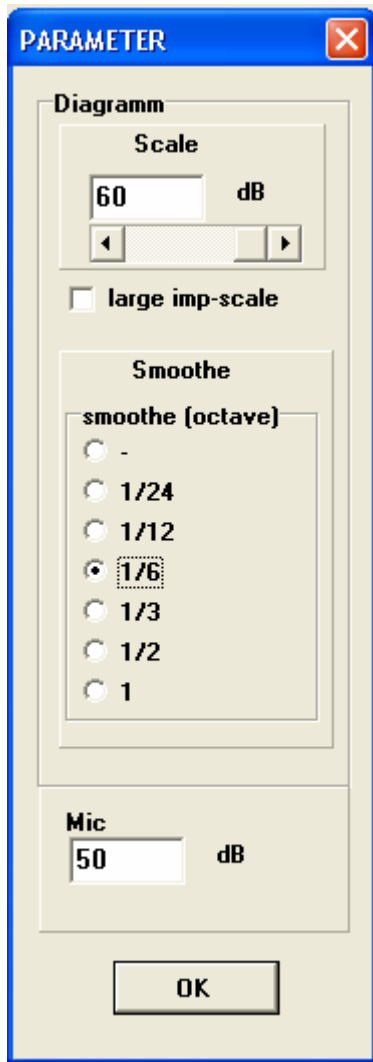 PARAMETER
Diagramm
Scale
60 dB
large imp-scale
Smoothe
smoothe (octave)
-
1/24
1/12
1/6
1/3
1/2
1
Mic
50 dB
OK